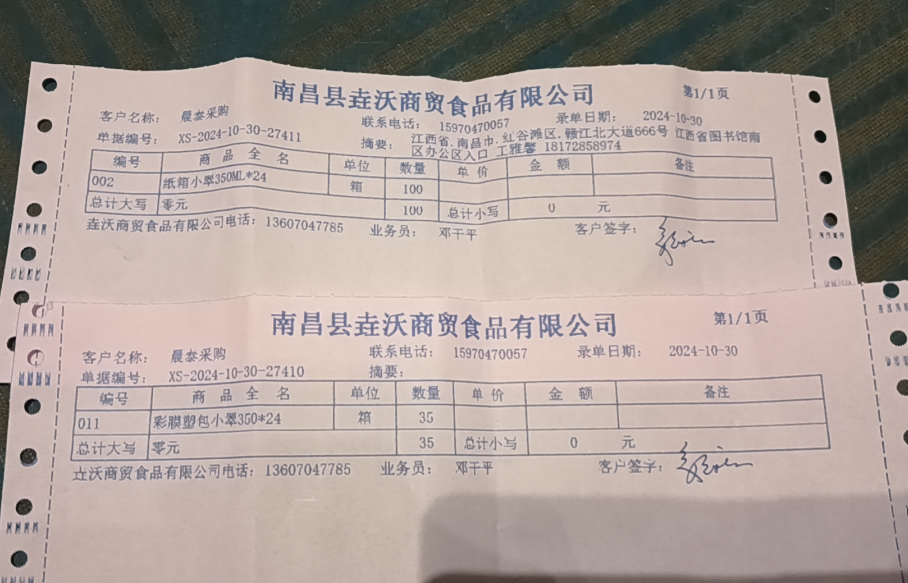 南昌县垚沃商贸食品有限公司 第1/1页
客户名称： 晨泰采购 联系电话： 15970470057 录单日期： 2024-10-30
单据编号： XS-2024-10-30-27411 摘要： 江西省.南昌市.红谷滩区.赣江北大道666号 江西省图书馆南
区办公区入口 工雅馨 18172858974
编号 商品全名 单位 数量 单价 金额 备注
002 纸箱小翠350ML*24 箱 100
总计大写 零元 100 总计小写 0 元
垚沃商贸食品有限公司电话：13607047785 业务员： 邓干平 客户签字：
南昌县垚沃商贸食品有限公司 第1/1页
客户名称： 晨泰采购 联系电话： 15970470057 录单日期： 2024-10-30
单据编号： XS-2024-10-30-27410 摘要：
编号 商品全名 单位 数量 单价 金额 备注
011 彩膜塑包小翠350*24 箱 35
总计大写 零元 35 总计小写 0 元
垚沃商贸食品有限公司电话：13607047785 业务员： 邓干平 客户签字：